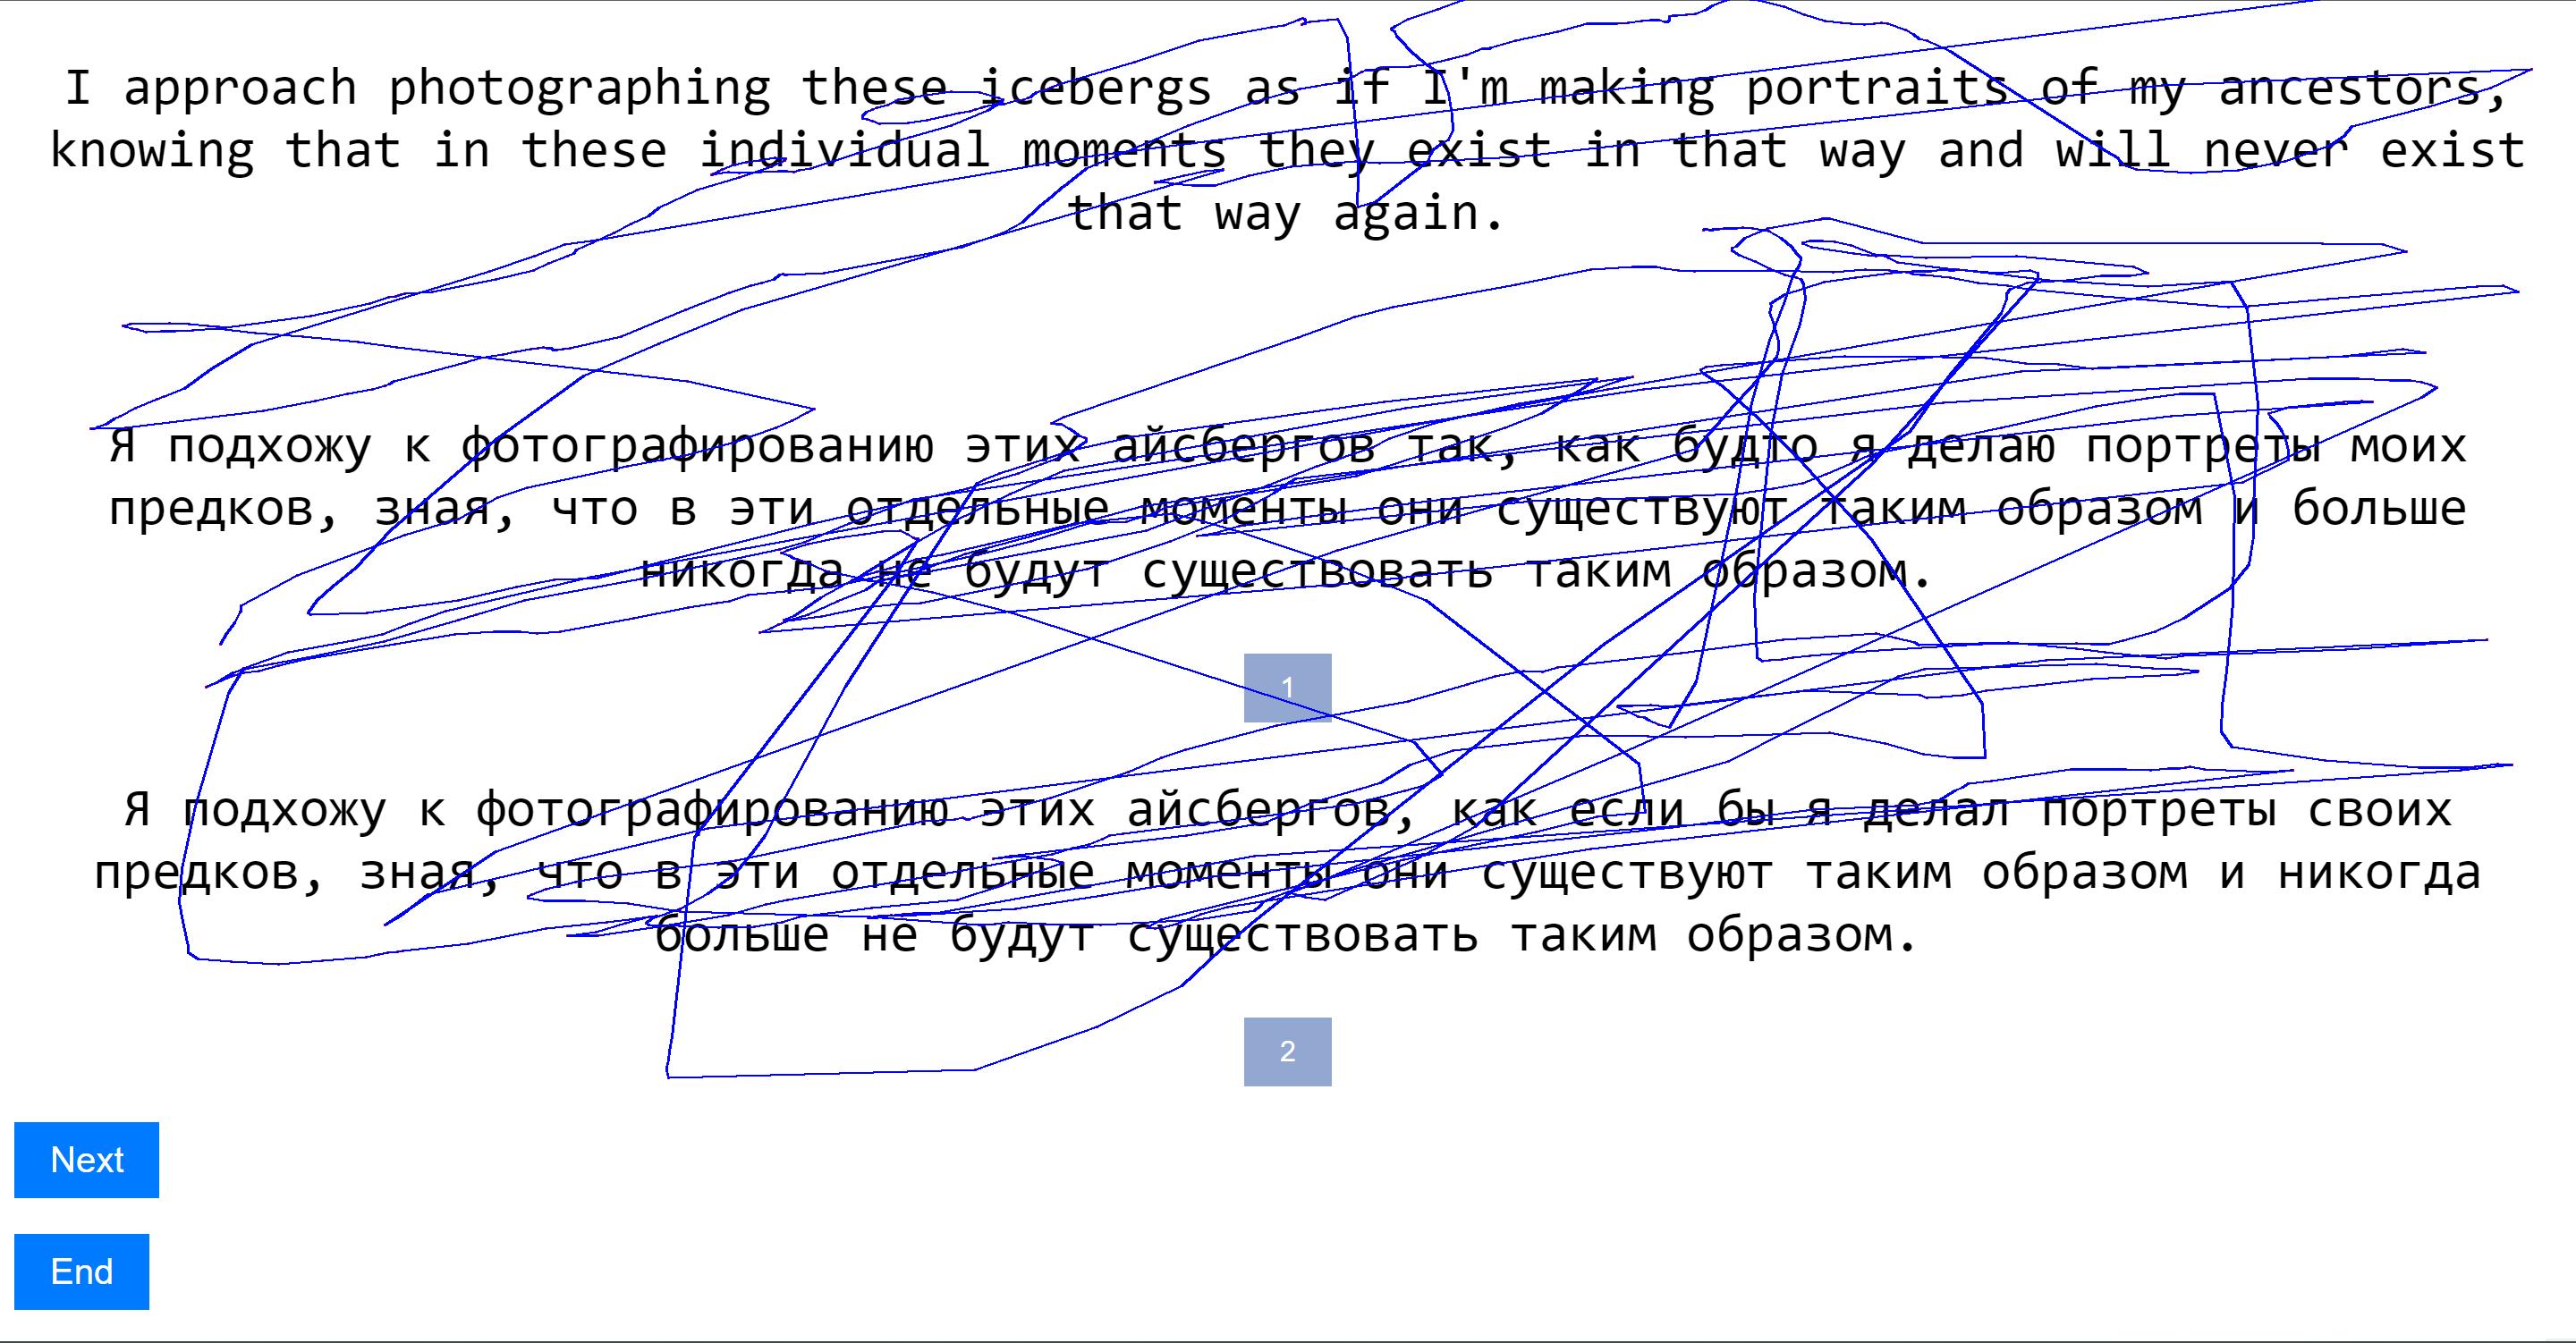 I approach photographing these icebergs as if I'm making portraits of my ancestors,
knowing that in these individual moments they exist in that way and will never exist
that way again.
Я подхожу к фотографированию этих айсбергов так, как будто я делаю портреты моих
предков, зная, что в эти отдельные моменты они существуют таким образом и больше
никогда не будут существовать таким образом.
1
Я подхожу к фотографированию этих айсбергов, как если бы я делал портреты своих
предков, зная, что в эти отдельные моменты они существуют таким образом и никогда
больше не будут существовать таким образом.
2
Next
End